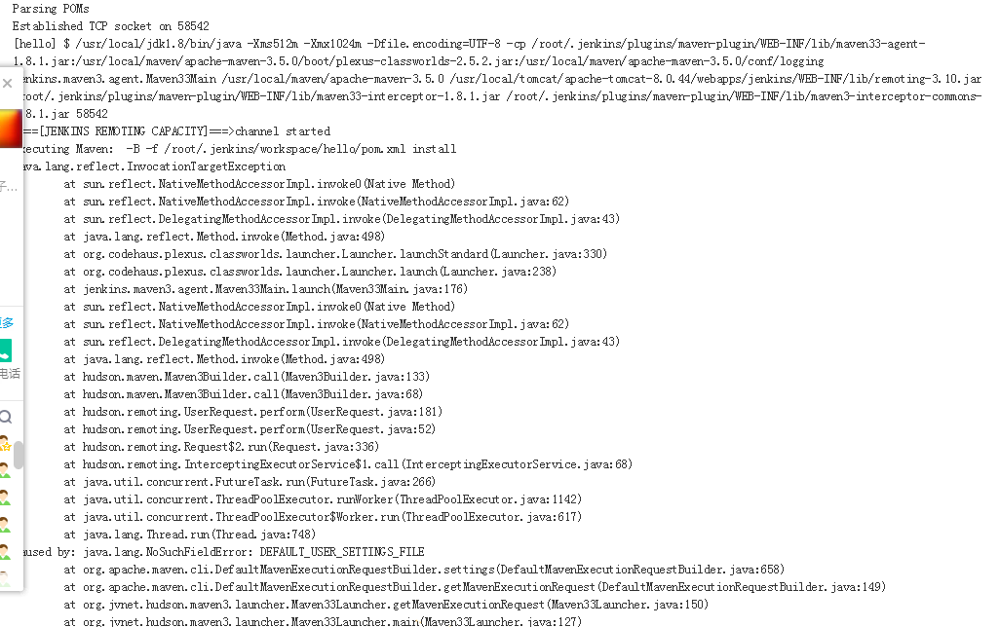 Parsing POMs
Established TCP socket on 58542
[hello] $ /usr/local/jdk1.8/bin/java -Xms512m -Xmx1024m -Dfile.encoding=UTF-8 -cp /root/.jenkins/plugins/maven-plugin/WEB-INF/lib/maven33-agent-
1.8.1.jar:/usr/local/maven/apache-maven-3.5.0/boot/plexus-classworlds-2.5.2.jar:/usr/local/maven/apache-maven-3.5.0/conf/logging
enkins.maven3.agent.Maven33Main /usr/local/maven/apache-maven-3.5.0 /usr/local/tomcat/apache-tomcat-8.0.44/webapps/jenkins/WEB-INF/lib/remoting-3.10.jar
root/.jenkins/plugins/maven-plugin/WEB-INF/lib/maven33-interceptor-1.8.1.jar /root/.jenkins/plugins/maven-plugin/WEB-INF/lib/maven3-interceptor-commons-
8.1.jar 58542
===[JENKINS REMOTING CAPACITY]===>channel started
ecuting Maven:  -B -f /root/.jenkins/workspace/hello/pom.xml install
ava.lang.reflect.InvocationTargetException
at sun.reflect.NativeMethodAccessorImpl.invoke0(Native Method)
at sun.reflect.NativeMethodAccessorImpl.invoke(NativeMethodAccessorImpl.java:62)
at sun.reflect.DelegatingMethodAccessorImpl.invoke(DelegatingMethodAccessorImpl.java:43)
at java.lang.reflect.Method.invoke(Method.java:498)
at org.codehaus.plexus.classworlds.launcher.Launcher.launchStandard(Launcher.java:330)
at org.codehaus.plexus.classworlds.launcher.Launcher.launch(Launcher.java:238)
at jenkins.maven3.agent.Maven33Main.launch(Maven33Main.java:176)
at sun.reflect.NativeMethodAccessorImpl.invoke0(Native Method)
at sun.reflect.NativeMethodAccessorImpl.invoke(NativeMethodAccessorImpl.java:62)
at sun.reflect.DelegatingMethodAccessorImpl.invoke(DelegatingMethodAccessorImpl.java:43)
at java.lang.reflect.Method.invoke(Method.java:498)
at hudson.maven.Maven3Builder.call(Maven3Builder.java:133)
at hudson.maven.Maven3Builder.call(Maven3Builder.java:68)
at hudson.remoting.UserRequest.perform(UserRequest.java:181)
at hudson.remoting.UserRequest.perform(UserRequest.java:52)
at hudson.remoting.Request$2.run(Request.java:336)
at hudson.remoting.InterceptingExecutorService$1.call(InterceptingExecutorService.java:68)
at java.util.concurrent.FutureTask.run(FutureTask.java:266)
at java.util.concurrent.ThreadPoolExecutor.runWorker(ThreadPoolExecutor.java:1142)
at java.util.concurrent.ThreadPoolExecutor$Worker.run(ThreadPoolExecutor.java:617)
at java.lang.Thread.run(Thread.java:748)
aused by: java.lang.NoSuchFieldError: DEFAULT_USER_SETTINGS_FILE
at org.apache.maven.cli.DefaultMavenExecutionRequestBuilder.settings(DefaultMavenExecutionRequestBuilder.java:658)
at org.apache.maven.cli.DefaultMavenExecutionRequestBuilder.getMavenExecutionRequest(DefaultMavenExecutionRequestBuilder.java:149)
at org.jvnet.hudson.maven3.launcher.Maven33Launcher.getMavenExecutionRequest(Maven33Launcher.java:150)
at org.jvnet.hudson.maven3.launcher.Maven33Launcher.main(Maven33Launcher.java:127)
子...
更多
电话